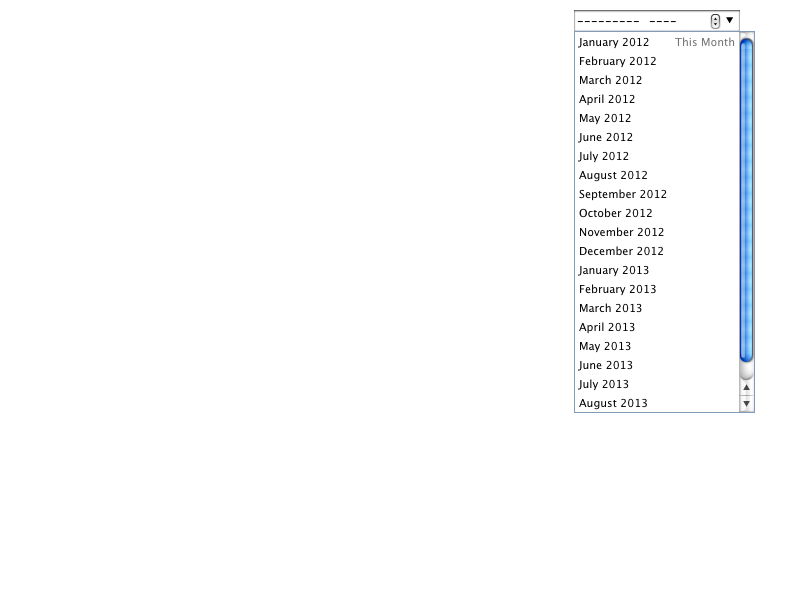 --------- ----
January 2012 This Month
February 2012
March 2012
April 2012
May 2012
June 2012
July 2012
August 2012
September 2012
October 2012
November 2012
December 2012
January 2013
February 2013
March 2013
April 2013
May 2013
June 2013
July 2013
August 2013